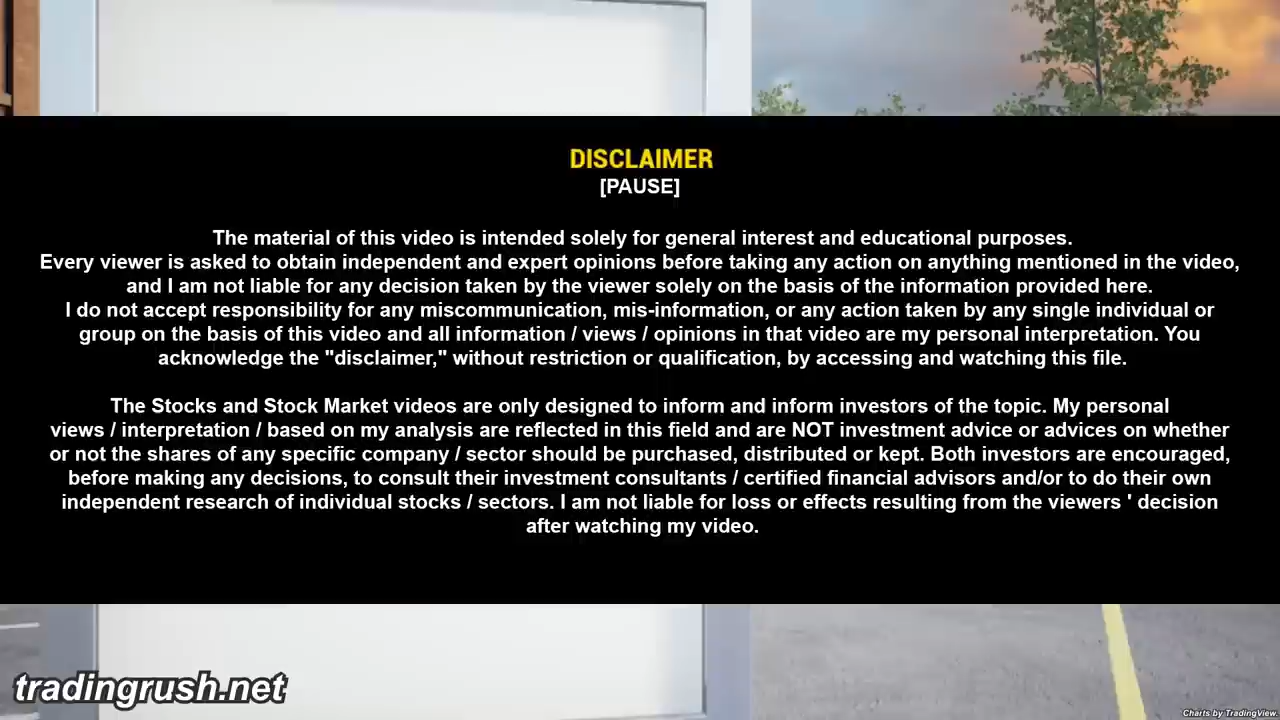 DISCLAIMER
[PAUSE]
The material of this video is intended solely for general interest and educational purposes.
Every viewer is asked to obtain independent and expert opinions before taking any action on anything mentioned in the video,
and I am not liable for any decision taken by the viewer solely on the basis of the information provided here.
I do not accept responsibility for any miscommunication, mis-information, or any action taken by any single individual or
group on the basis of this video and all information / views / opinions in that video are my personal interpretation. You
acknowledge the "disclaimer," without restriction or qualification, by accessing and watching this file.
The Stocks and Stock Market videos are only designed to inform and inform investors of the topic. My personal
views / interpretation / based on my analysis are reflected in this field and are NOT investment advice or advices on whether
or not the shares of any specific company / sector should be purchased, distributed or kept. Both investors are encouraged,
before making any decisions, to consult their investment consultants / certified financial advisors and/or to do their own
independent research of individual stocks / sectors. I am not liable for loss or effects resulting from the viewers ' decision
after watching my video.
tradingrush.net
Charts by TradingView.